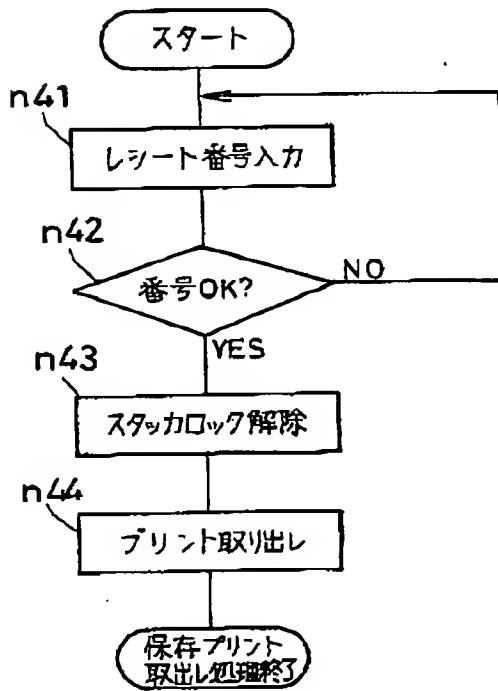 スタート
n41
レシート番号入力
n42
番号OK?
NO
YES
n43
スタッカロック解除
n44
プリント取り出し
保存プリント
取出し処理終了